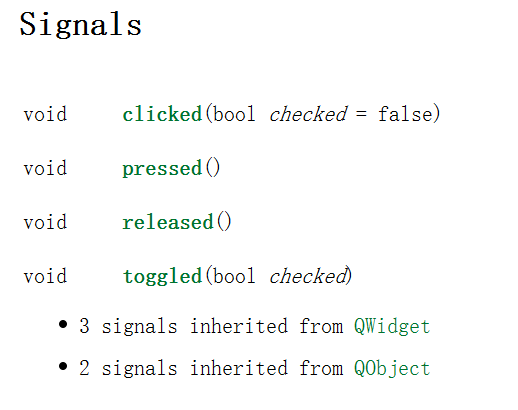 Signals
void clicked(bool checked = false)
void pressed()
void released()
void toggled(bool checked)
• 3 signals inherited from QWidget
• 2 signals inherited from QObject